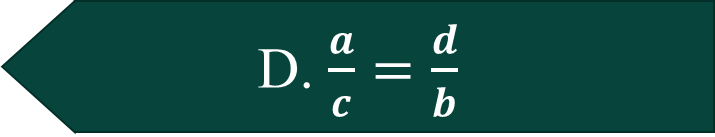 D. a/c = d/b